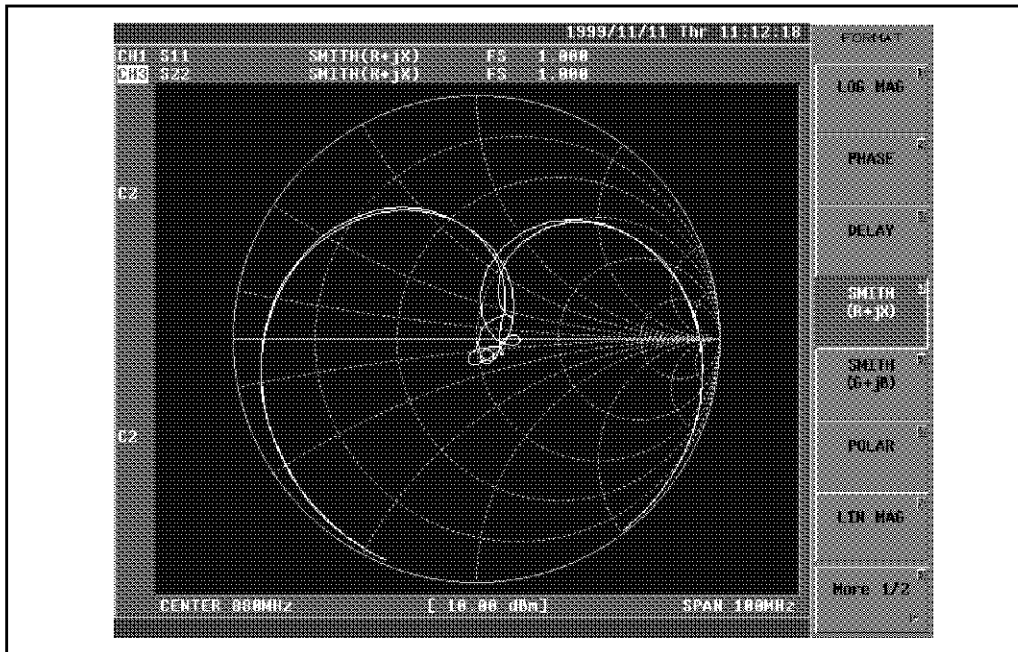 1999/11/11 Thr 11:12:18
CH1 S11 SMITH(R+jX) FS 1.000
CH3 S22 SMITH(R+jX) FS 1.000
C2
C2
CENTER 880MHz [ 10.00 dBm] SPAN 100MHz
FORMAT
LOG MAG
PHASE
DELAY
SMITH
(R+jX)
SMITH
(G+jB)
POLAR
LIN MAG
More 1/2